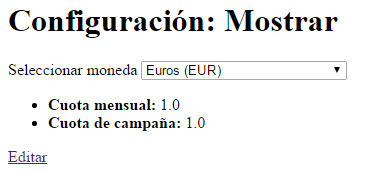 Configuración: Mostrar
Seleccionar moneda Euros (EUR)
Cuota mensual: 1.0
Cuota de campaña: 1.0
Editar